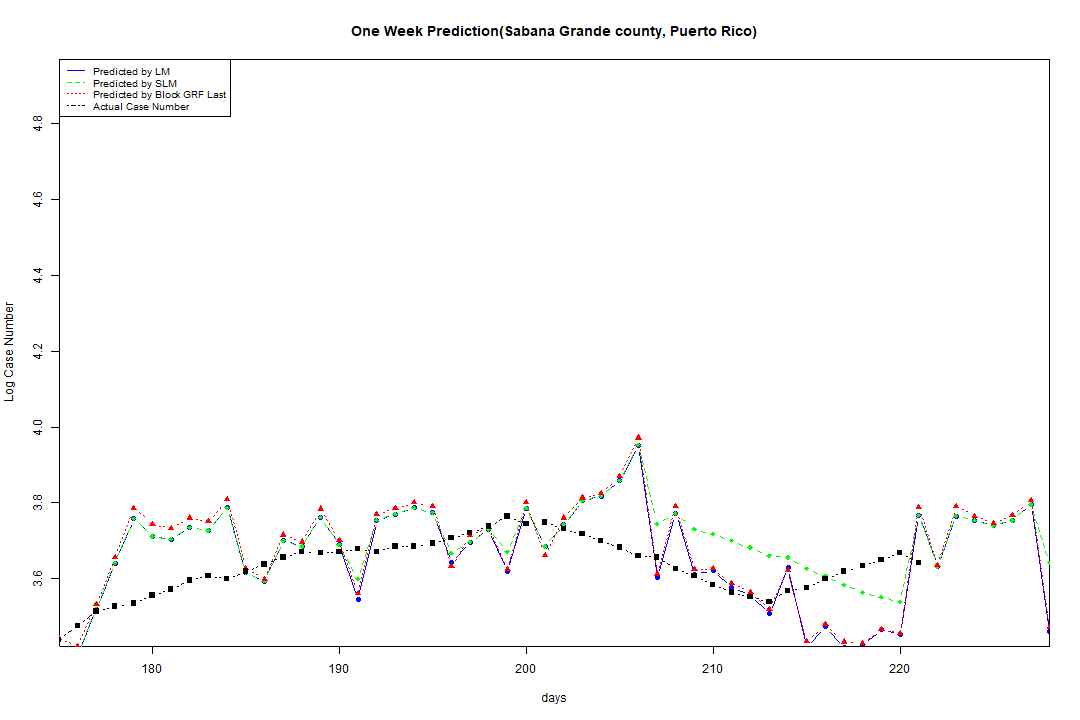 One Week Prediction(Sabana Grande county, Puerto Rico)
Predicted by LM
Predicted by SLM
Predicted by Block GRF Last
Actual Case Number
4.8
4.6
4.4
4.2
4.0
3.8
3.6
Log Case Number
180 190 200 210 220
days